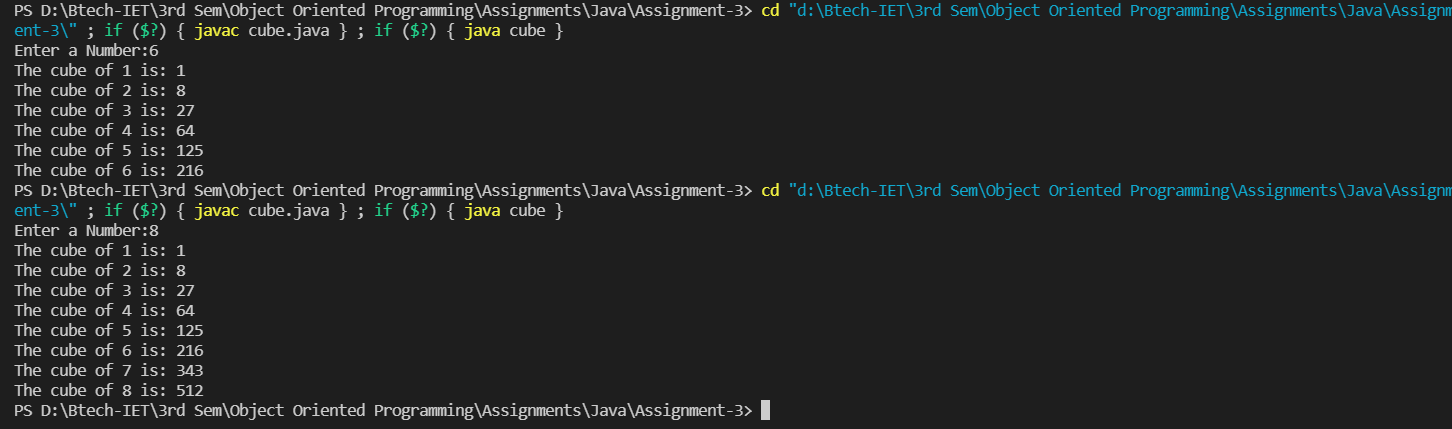 PS D:\Btech-IET\3rd Sem\Object Oriented Programming\Assignments\Java\Assignment-3> cd "d:\Btech-IET\3rd Sem\Object Oriented Programming\Assignments\Java\Assignm
ent-3\" ; if ($?) { javac cube.java } ; if ($?) { java cube }
Enter a Number:6
The cube of 1 is: 1
The cube of 2 is: 8
The cube of 3 is: 27
The cube of 4 is: 64
The cube of 5 is: 125
The cube of 6 is: 216
PS D:\Btech-IET\3rd Sem\Object Oriented Programming\Assignments\Java\Assignment-3> cd "d:\Btech-IET\3rd Sem\Object Oriented Programming\Assignments\Java\Assignm
ent-3\" ; if ($?) { javac cube.java } ; if ($?) { java cube }
Enter a Number:8
The cube of 1 is: 1
The cube of 2 is: 8
The cube of 3 is: 27
The cube of 4 is: 64
The cube of 5 is: 125
The cube of 6 is: 216
The cube of 7 is: 343
The cube of 8 is: 512
PS D:\Btech-IET\3rd Sem\Object Oriented Programming\Assignments\Java\Assignment-3>